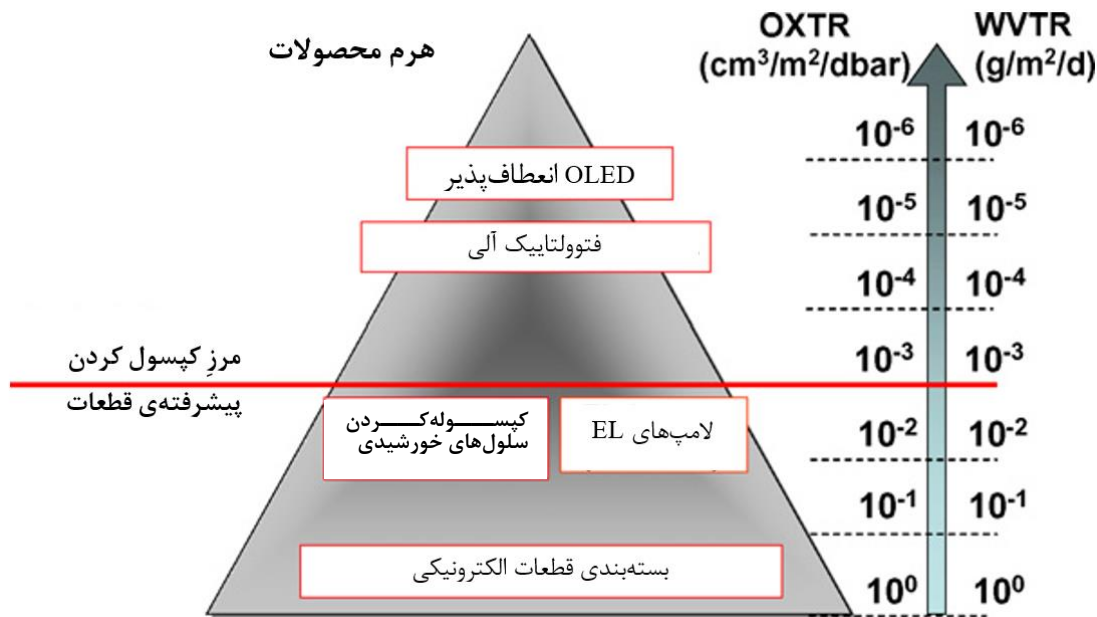 هرم محصولات
OXTR
(cm³/m²/dbar)
WVTR
(g/m²/d)
10⁻⁶ 10⁻⁶
OLED انعطاف‌پذیر
10⁻⁵ 10⁻⁵
فتوولتاییک آلی
10⁻⁴ 10⁻⁴
مرزِ کپسول کردن
پیشرفته‌ی قطعات
10⁻³ 10⁻³
کپســـوله‌کـــردن
سلول‌های خورشیدی
لامپ‌های EL
10⁻² 10⁻²
10⁻¹ 10⁻¹
بسته‌بندی قطعات الکترونیکی
10⁰ 10⁰